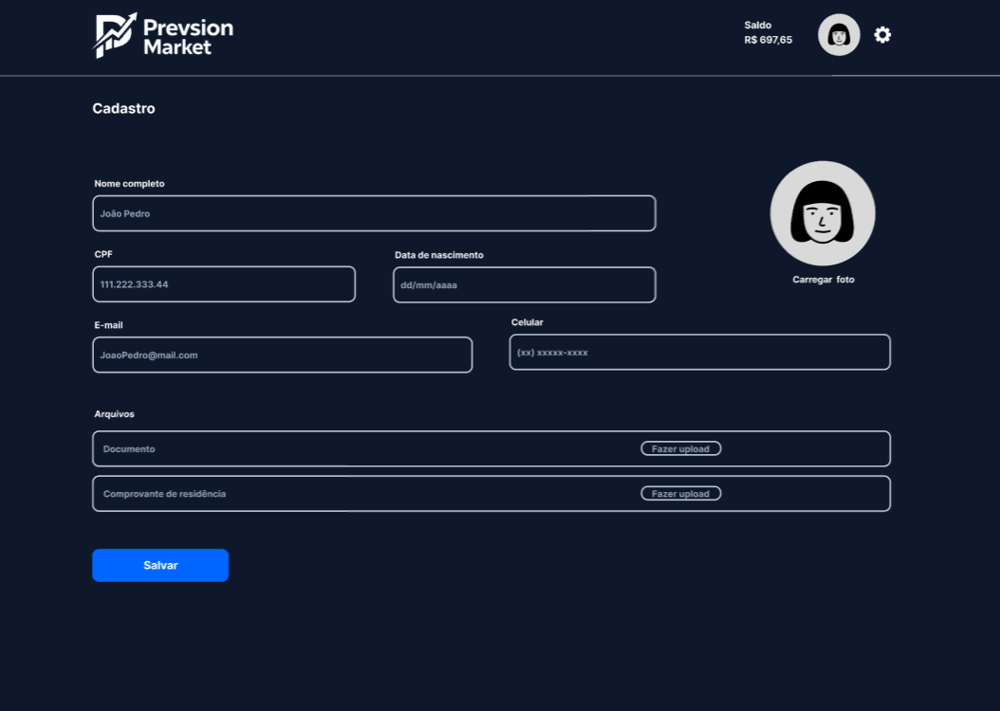 Prevsion
Market
Saldo
R$ 697,65
Cadastro
Nome completo
João Pedro
CPF
111.222.333.44
Data de nascimento
dd/mm/aaaa
Carregar foto
E-mail
JoaoPedro@mail.com
Celular
(xx) xxxxx-xxxx
Arquivos
Documento
Fazer upload
Comprovante de residência
Fazer upload
Salvar